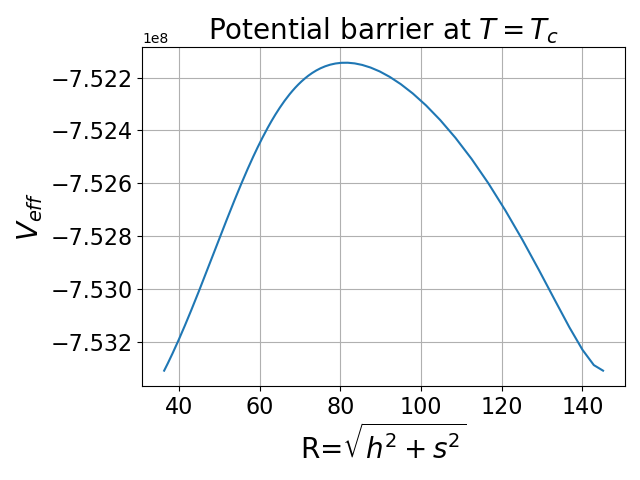 Potential barrier at T = T_c
1e8
−7.522
−7.524
−7.526
−7.528
−7.530
−7.532
V_eff
40 60 80 100 120 140
R=√(h² + s²)